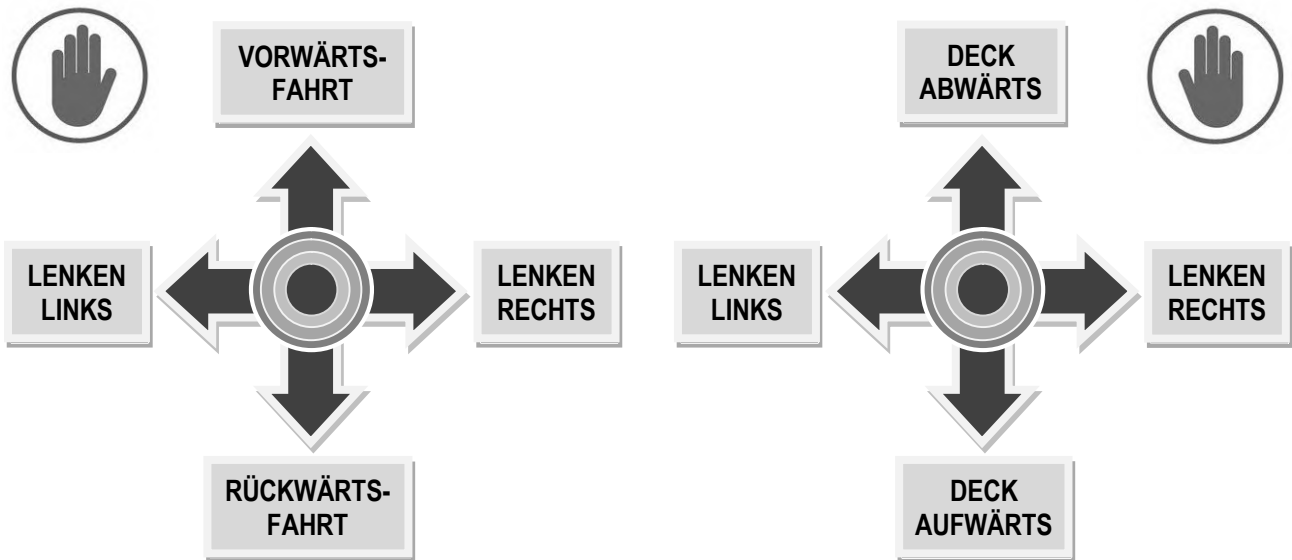 VORWÄRTS-
FAHRT
LENKEN
LINKS
LENKEN
RECHTS
RÜCKWÄRTS-
FAHRT
DECK
ABWÄRTS
LENKEN
LINKS
LENKEN
RECHTS
DECK
AUFWÄRTS